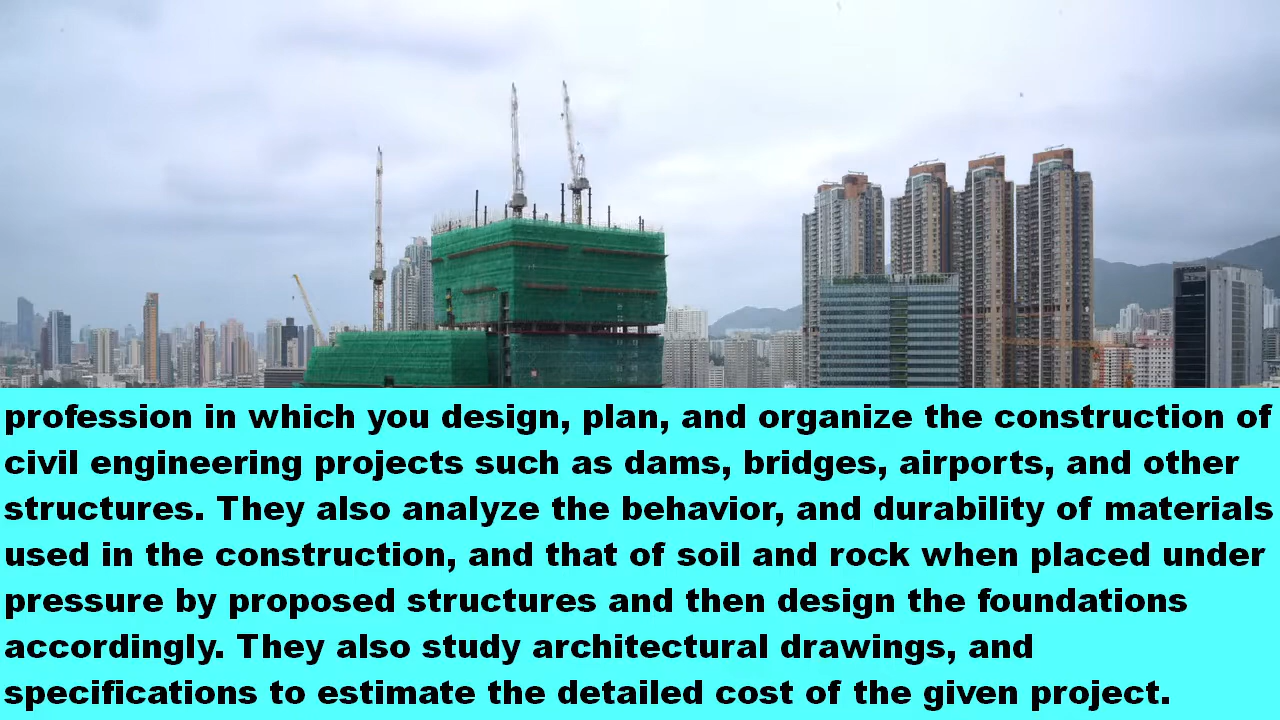 profession in which you design, plan, and organize the construction of
civil engineering projects such as dams, bridges, airports, and other
structures. They also analyze the behavior, and durability of materials
used in the construction, and that of soil and rock when placed under
pressure by proposed structures and then design the foundations
accordingly. They also study architectural drawings, and
specifications to estimate the detailed cost of the given project.